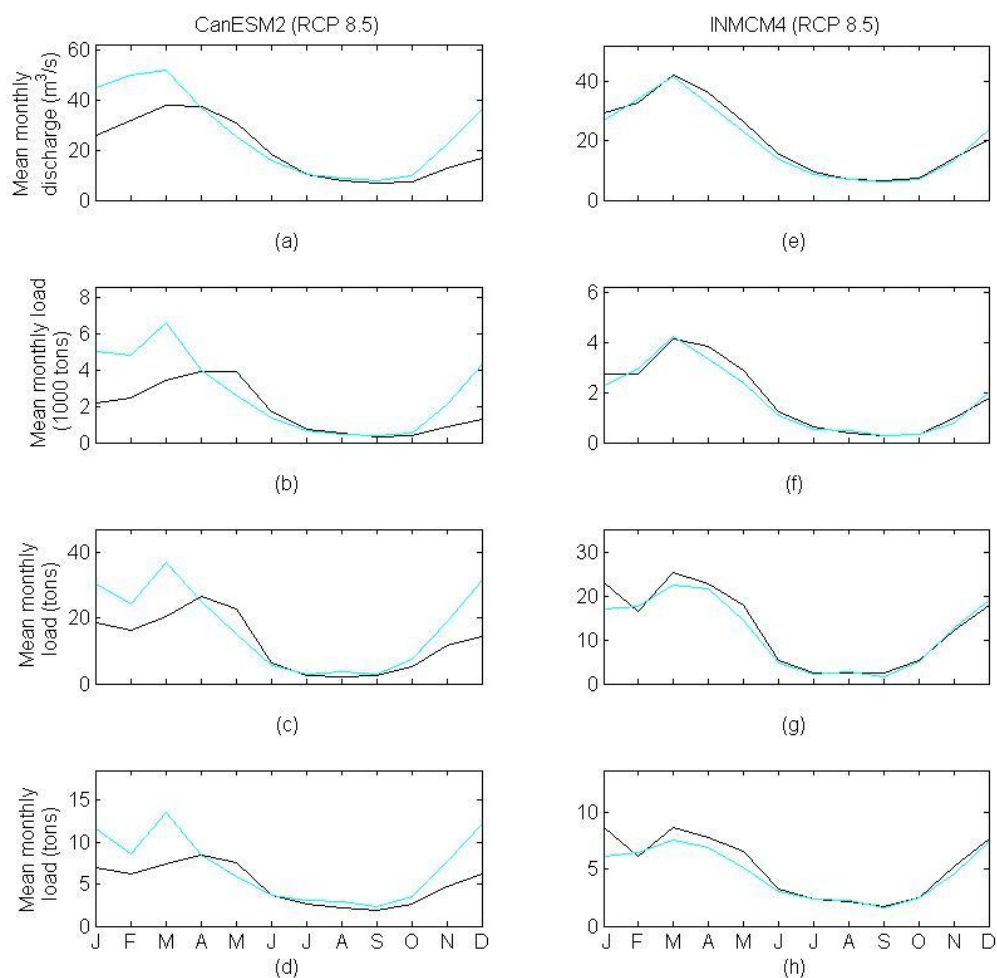 CanESM2 (RCP 8.5)
Mean monthly
discharge (m³/s)
60
40
20
0
(a)
INMCM4 (RCP 8.5)
40
20
0
(e)
Mean monthly load
(1000 tons)
8
6
4
2
0
(b)
6
4
2
0
(f)
Mean monthly
load (tons)
40
20
0
(c)
30
20
10
0
(g)
Mean monthly
load (tons)
15
10
5
0
J F M A M J J A S O N D
(d)
10
5
0
J F M A M J J A S O N D
(h)